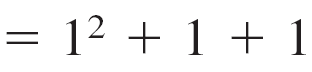 = 1² + 1 + 1